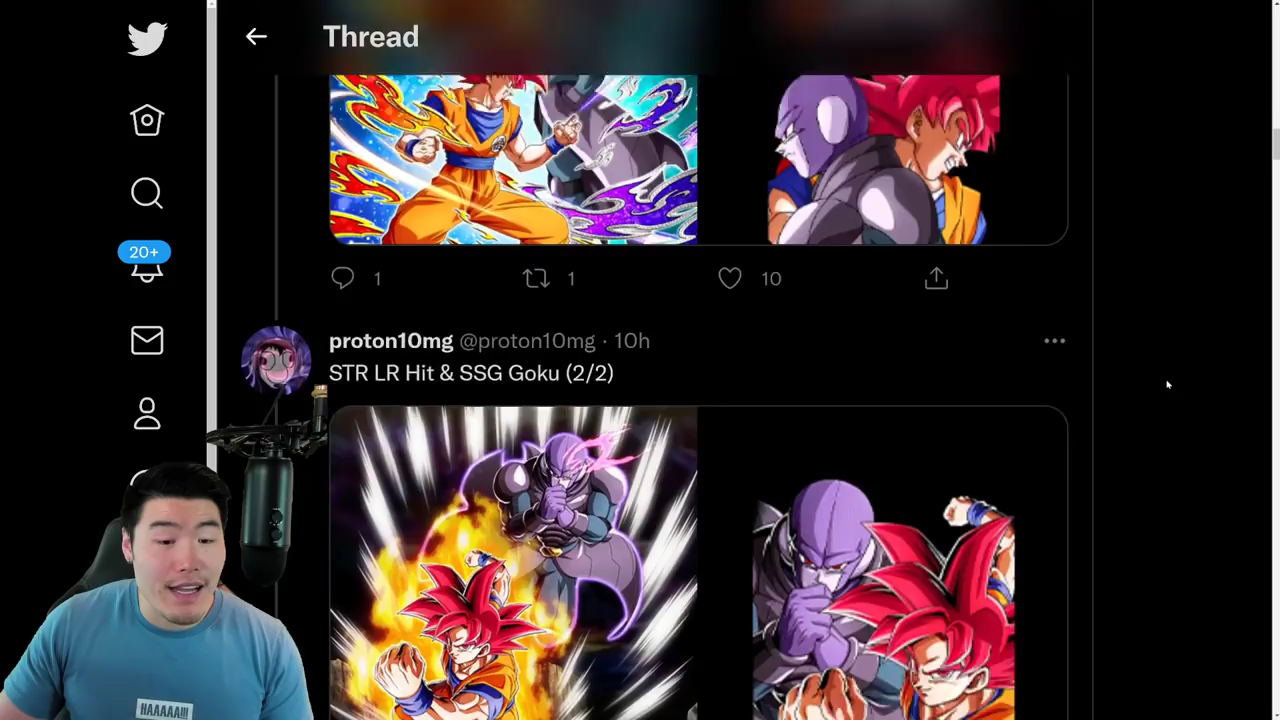 Thread
20+
1
1
10
proton10mg @proton10mg · 10h
STR LR Hit & SSG Goku (2/2)
HAAAAA!!!